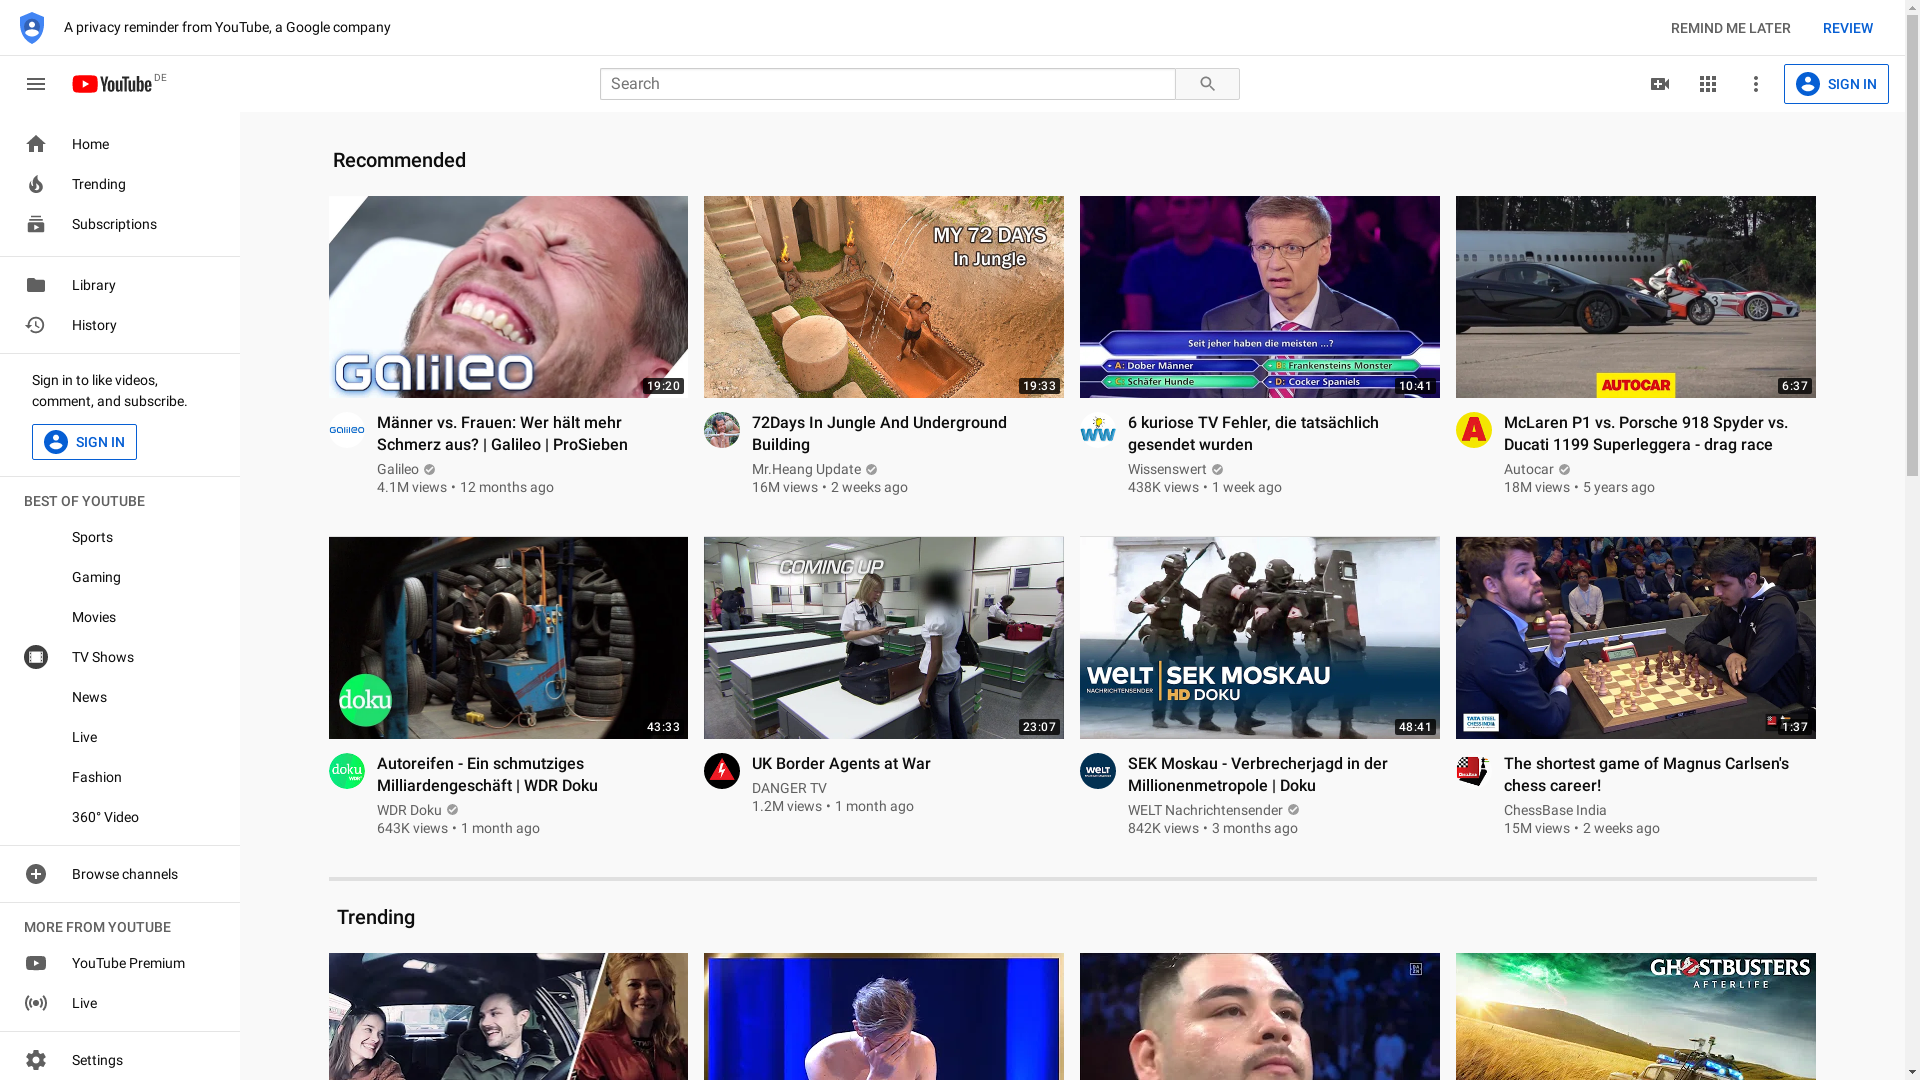 A privacy reminder from YouTube, a Google company
REMIND ME LATER
REVIEW
YouTube DE
Search
SIGN IN
Home
Trending
Subscriptions
Library
History
Sign in to like videos,
comment, and subscribe.
SIGN IN
BEST OF YOUTUBE
Sports
Gaming
Movies
TV Shows
News
Live
Fashion
360° Video
Browse channels
MORE FROM YOUTUBE
YouTube Premium
Live
Settings
Recommended
Galileo
19:20
GALILEO
Männer vs. Frauen: Wer hält mehr
Schmerz aus? | Galileo | ProSieben
Galileo
4.1M views • 12 months ago
MY 72 DAYS
In Jungle
19:33
72Days In Jungle And Underground
Building
Mr.Heang Update
16M views • 2 weeks ago
Seit jeher haben die meisten ...?
A: Dober Männer
B: Frankensteins Monster
C: Schäfer Hunde
D: Cocker Spaniels
10:41
WW
6 kuriose TV Fehler, die tatsächlich
gesendet wurden
Wissenswert
438K views • 1 week ago
3
AUTOCAR
6:37
A
McLaren P1 vs. Porsche 918 Spyder vs.
Ducati 1199 Superleggera - drag race
Autocar
18M views • 5 years ago
doku
43:33
doku
WDR
Autoreifen - Ein schmutziges
Milliardengeschäft | WDR Doku
WDR Doku
643K views • 1 month ago
COMING UP
23:07
UK Border Agents at War
DANGER TV
1.2M views • 1 month ago
welt
NACHRICHTENSENDER
SEK MOSKAU
HD DOKU
48:41
welt
SEK Moskau - Verbrecherjagd in der
Millionenmetropole | Doku
WELT Nachrichtensender
842K views • 3 months ago
TATA STEEL
CHESS INDIA
1:37
The shortest game of Magnus Carlsen's
chess career!
ChessBase India
15M views • 2 weeks ago
Trending
DAZN
GHOSTBUSTERS
AFTERLIFE